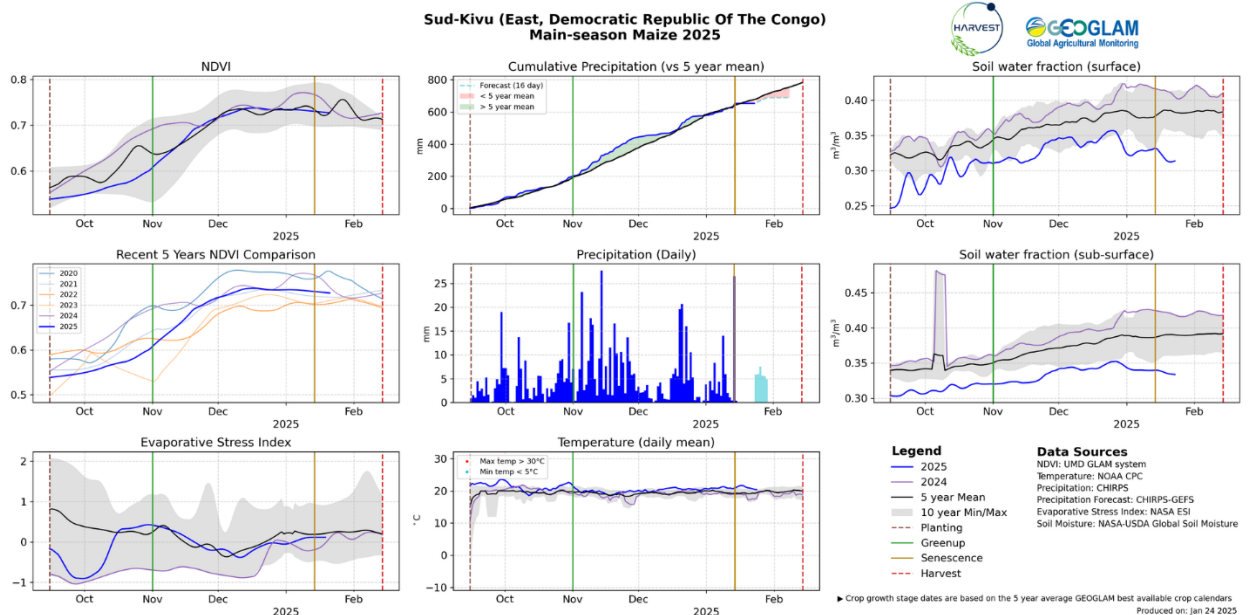 Sud-Kivu (East, Democratic Republic Of The Congo)
Main-season Maize 2025
HARVEST
GEOGLAM
Global Agricultural Monitoring
NDVI
0.8
0.7
0.6
Oct
Nov
Dec
Feb
2025
Cumulative Precipitation (vs 5 year mean)
Forecast (16 day)
< 5 year mean
> 5 year mean
mm
800
600
400
200
0
Oct
Nov
Dec
Feb
2025
Soil water fraction (surface)
m³/m³
0.40
0.35
0.30
0.25
Oct
Nov
Dec
Feb
2025
Recent 5 Years NDVI Comparison
2020
2021
2022
2023
2024
2025
0.7
0.6
0.5
Oct
Nov
Dec
Feb
2025
Precipitation (Daily)
mm
25
20
15
10
5
0
Oct
Nov
Dec
Feb
2025
Soil water fraction (sub-surface)
m³/m³
0.45
0.40
0.35
0.30
Oct
Nov
Dec
Feb
2025
Evaporative Stress Index
2
1
0
−1
Oct
Nov
Dec
Feb
2025
Temperature (daily mean)
Max temp > 30°C
Min temp < 5°C
°C
30
20
10
0
−10
Oct
Nov
Dec
Feb
2025
Legend
2025
2024
5 year Mean
10 year Min/Max
Planting
Greenup
Senescence
Harvest
Data Sources
NDVI: UMD GLAM system
Temperature: NOAA CPC
Precipitation: CHIRPS
Precipitation Forecast: CHIRPS-GEFS
Evaporative Stress Index: NASA ESI
Soil Moisture: NASA-USDA Global Soil Moisture
▶ Crop growth stage dates are based on the 5 year average GEOGLAM best available crop calendars
Produced on: Jan 24 2025